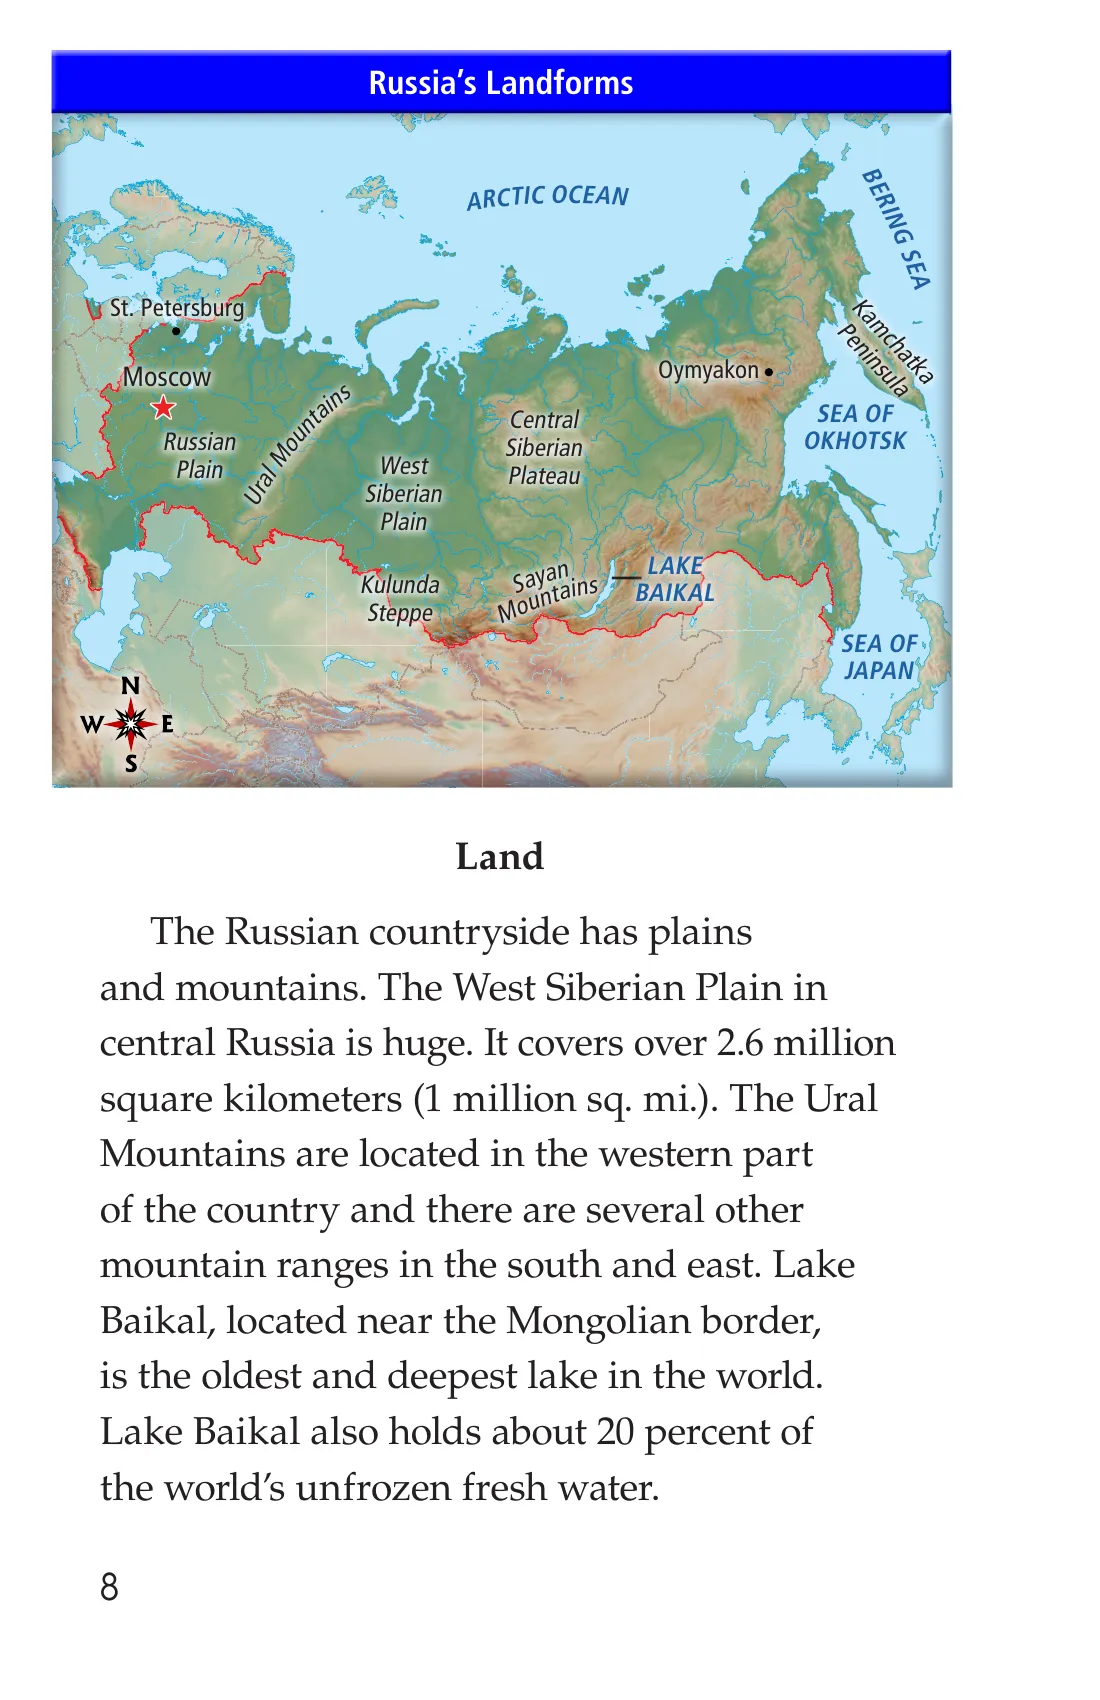 Russia’s Landforms
ARCTIC OCEAN
BERING SEA
St. Petersburg
Kamchatka
Peninsula
Moscow
Oymyakon
Russian
Plain
Ural Mountains
West
Siberian
Plain
Central
Siberian
Plateau
SEA OF
OKHOTSK
Kulunda
Steppe
Sayan
Mountains
LAKE
BAIKAL
SEA OF
JAPAN
N
W E
S
Land
The Russian countryside has plains
and mountains. The West Siberian Plain in
central Russia is huge. It covers over 2.6 million
square kilometers (1 million sq. mi.). The Ural
Mountains are located in the western part
of the country and there are several other
mountain ranges in the south and east. Lake
Baikal, located near the Mongolian border,
is the oldest and deepest lake in the world.
Lake Baikal also holds about 20 percent of
the world’s unfrozen fresh water.
8